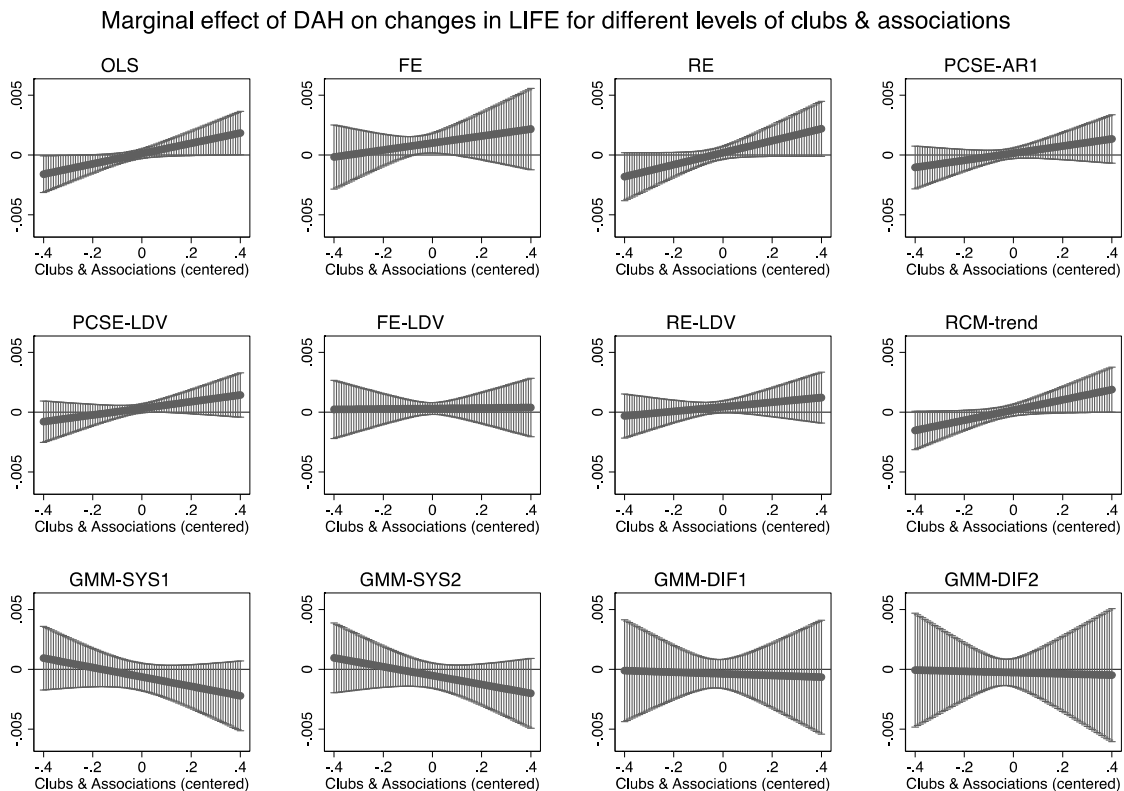 Marginal effect of DAH on changes in LIFE for different levels of clubs & associations
OLS
FE
RE
PCSE-AR1
.005
0
-.005
-.4 -.2 0 .2 .4
Clubs & Associations (centered)
.005
0
-.005
-.4 -.2 0 .2 .4
Clubs & Associations (centered)
.005
0
-.005
-.4 -.2 0 .2 .4
Clubs & Associations (centered)
.005
0
-.005
-.4 -.2 0 .2 .4
Clubs & Associations (centered)
PCSE-LDV
FE-LDV
RE-LDV
RCM-trend
.005
0
-.005
-.4 -.2 0 .2 .4
Clubs & Associations (centered)
.005
0
-.005
-.4 -.2 0 .2 .4
Clubs & Associations (centered)
.005
0
-.005
-.4 -.2 0 .2 .4
Clubs & Associations (centered)
.005
0
-.005
-.4 -.2 0 .2 .4
Clubs & Associations (centered)
GMM-SYS1
GMM-SYS2
GMM-DIF1
GMM-DIF2
.005
0
-.005
-.4 -.2 0 .2 .4
Clubs & Associations (centered)
.005
0
-.005
-.4 -.2 0 .2 .4
Clubs & Associations (centered)
.005
0
-.005
-.4 -.2 0 .2 .4
Clubs & Associations (centered)
.005
0
-.005
-.4 -.2 0 .2 .4
Clubs & Associations (centered)